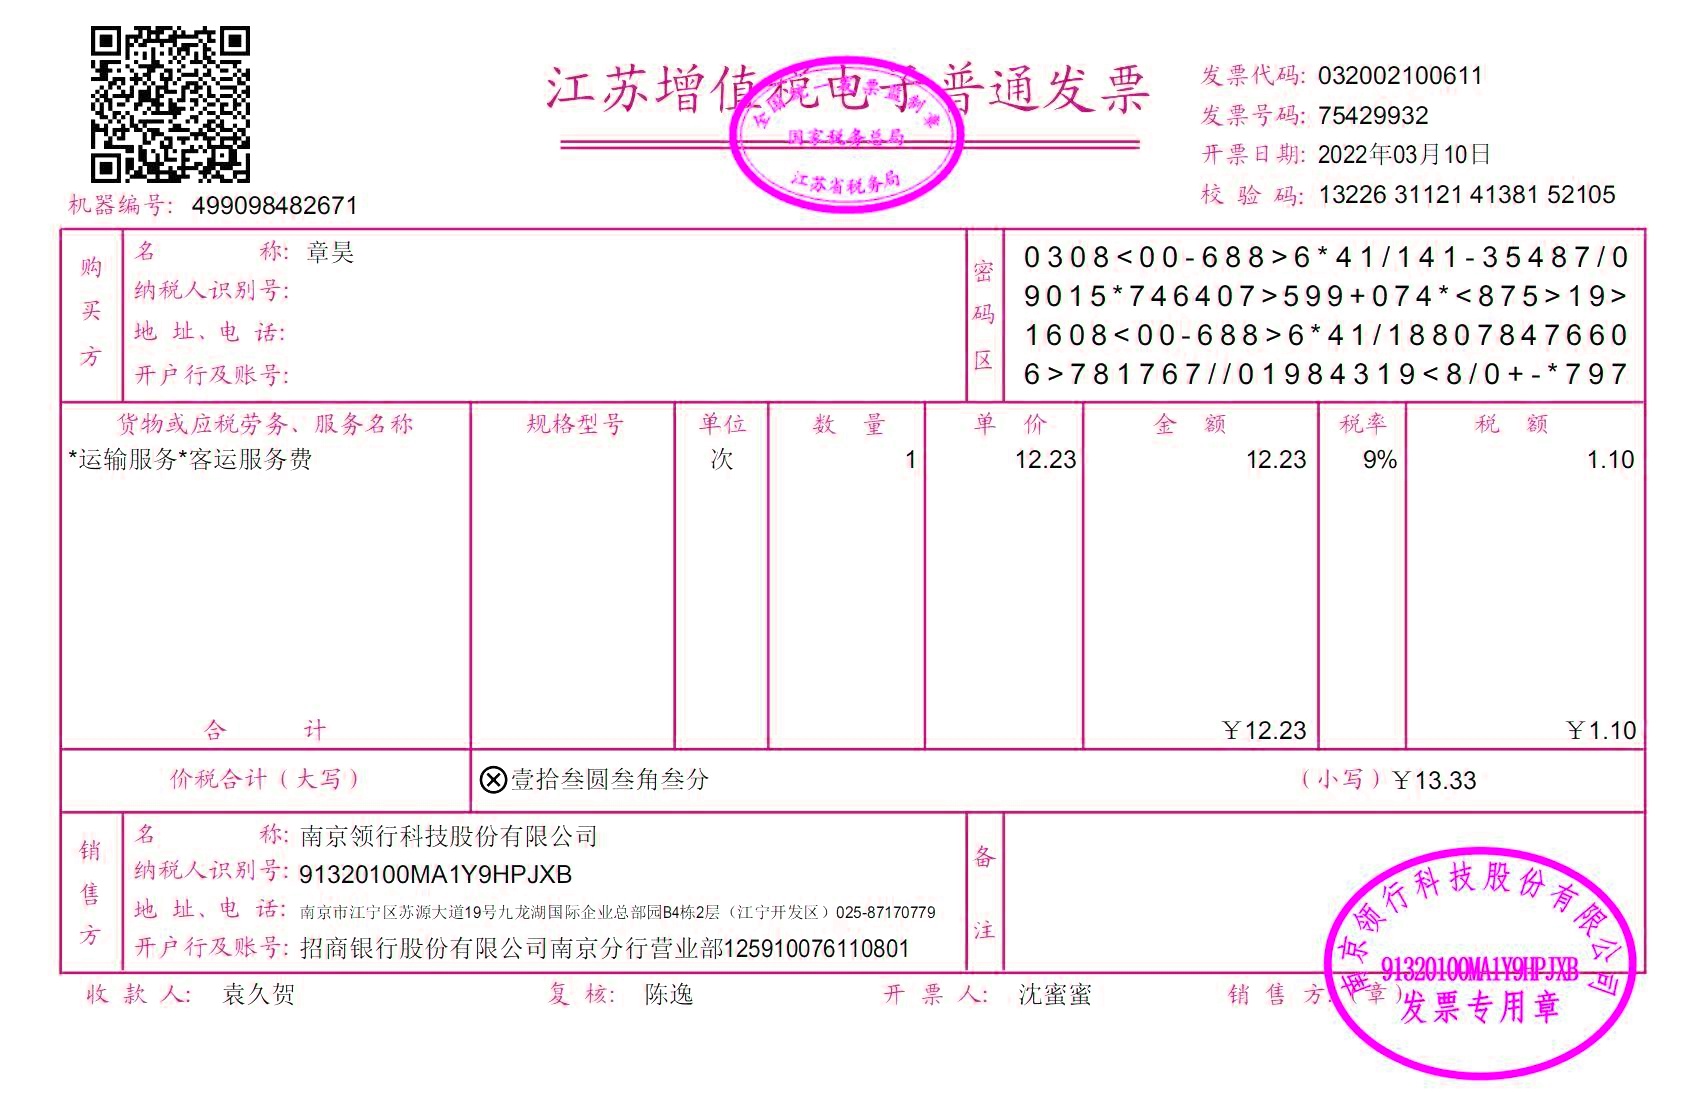 江苏增值税电子普通发票
全国统一发票监制章
国家税务总局
江苏省税务局
发票代码: 032002100611
发票号码: 75429932
开票日期: 2022年03月10日
校验码: 13226 31121 41381 52105
机器编号: 499098482671
购买方
名称: 章昊
纳税人识别号:
地址、电话:
开户行及账号:
密码区
0308<00-688>6*41/141-35487/0
9015*746407>599+074*<875>19>
1608<00-688>6*41/18807847660
6>781767//01984319<8/0+-*797
货物或应税劳务、服务名称 规格型号 单位 数量 单价 金额 税率 税额
*运输服务*客运服务费 次 1 12.23 12.23 9% 1.10
合计 ￥12.23 ￥1.10
价税合计（大写） ⊗壹拾叁圆叁角叁分 （小写）￥13.33
销售方
名称: 南京领行科技股份有限公司
纳税人识别号: 91320100MA1Y9HPJXB
地址、电话: 南京市江宁区苏源大道19号九龙湖国际企业总部园B4栋2层（江宁开发区）025-87170779
开户行及账号: 招商银行股份有限公司南京分行营业部125910076110801
备注
收款人: 袁久贺 复核: 陈逸 开票人: 沈蜜蜜 销售方:（章）
南京领行科技股份有限公司
91320100MA1Y9HPJXB
发票专用章